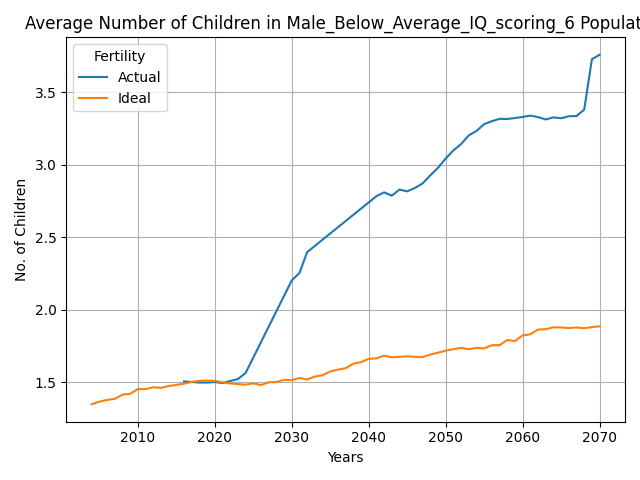 Average Number of Children in Male_Below_Average_IQ_scoring_6 Populat
Fertility
Actual
Ideal
No. of Children
3.5
3.0
2.5
2.0
1.5
2010 2020 2030 2040 2050 2060 2070
Years